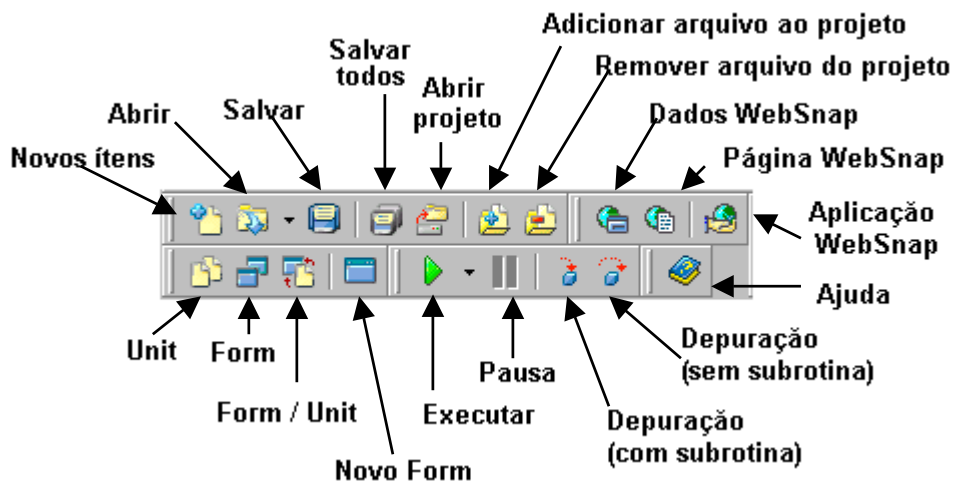 Adicionar arquivo ao projeto
Salvar
todos
Remover arquivo do projeto
Abrir
projeto
Abrir
Salvar
Dados WebSnap
Novos ítens
Página WebSnap
Aplicação
WebSnap
Ajuda
Unit
Form
Pausa
Depuração
(sem subrotina)
Form / Unit
Executar
Depuração
(com subrotina)
Novo Form